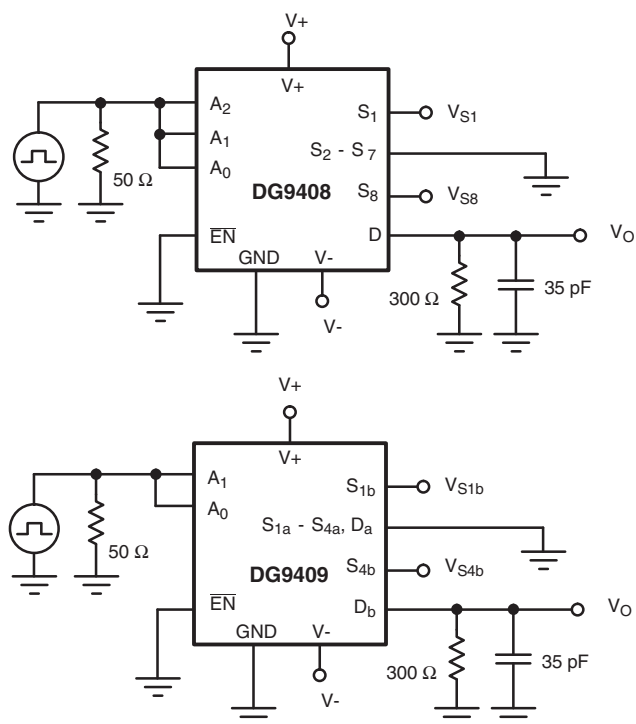 V+
V+
A2
S1
VS1
A1
S2 - S7
A0
50 Ω
DG9408
S8
VS8
EN
D
VO
GND
V-
300 Ω
35 pF
V-
V+
V+
A1
S1b
VS1b
A0
S1a - S4a, Da
50 Ω
DG9409
S4b
VS4b
EN
Db
VO
GND
V-
300 Ω
35 pF
V-